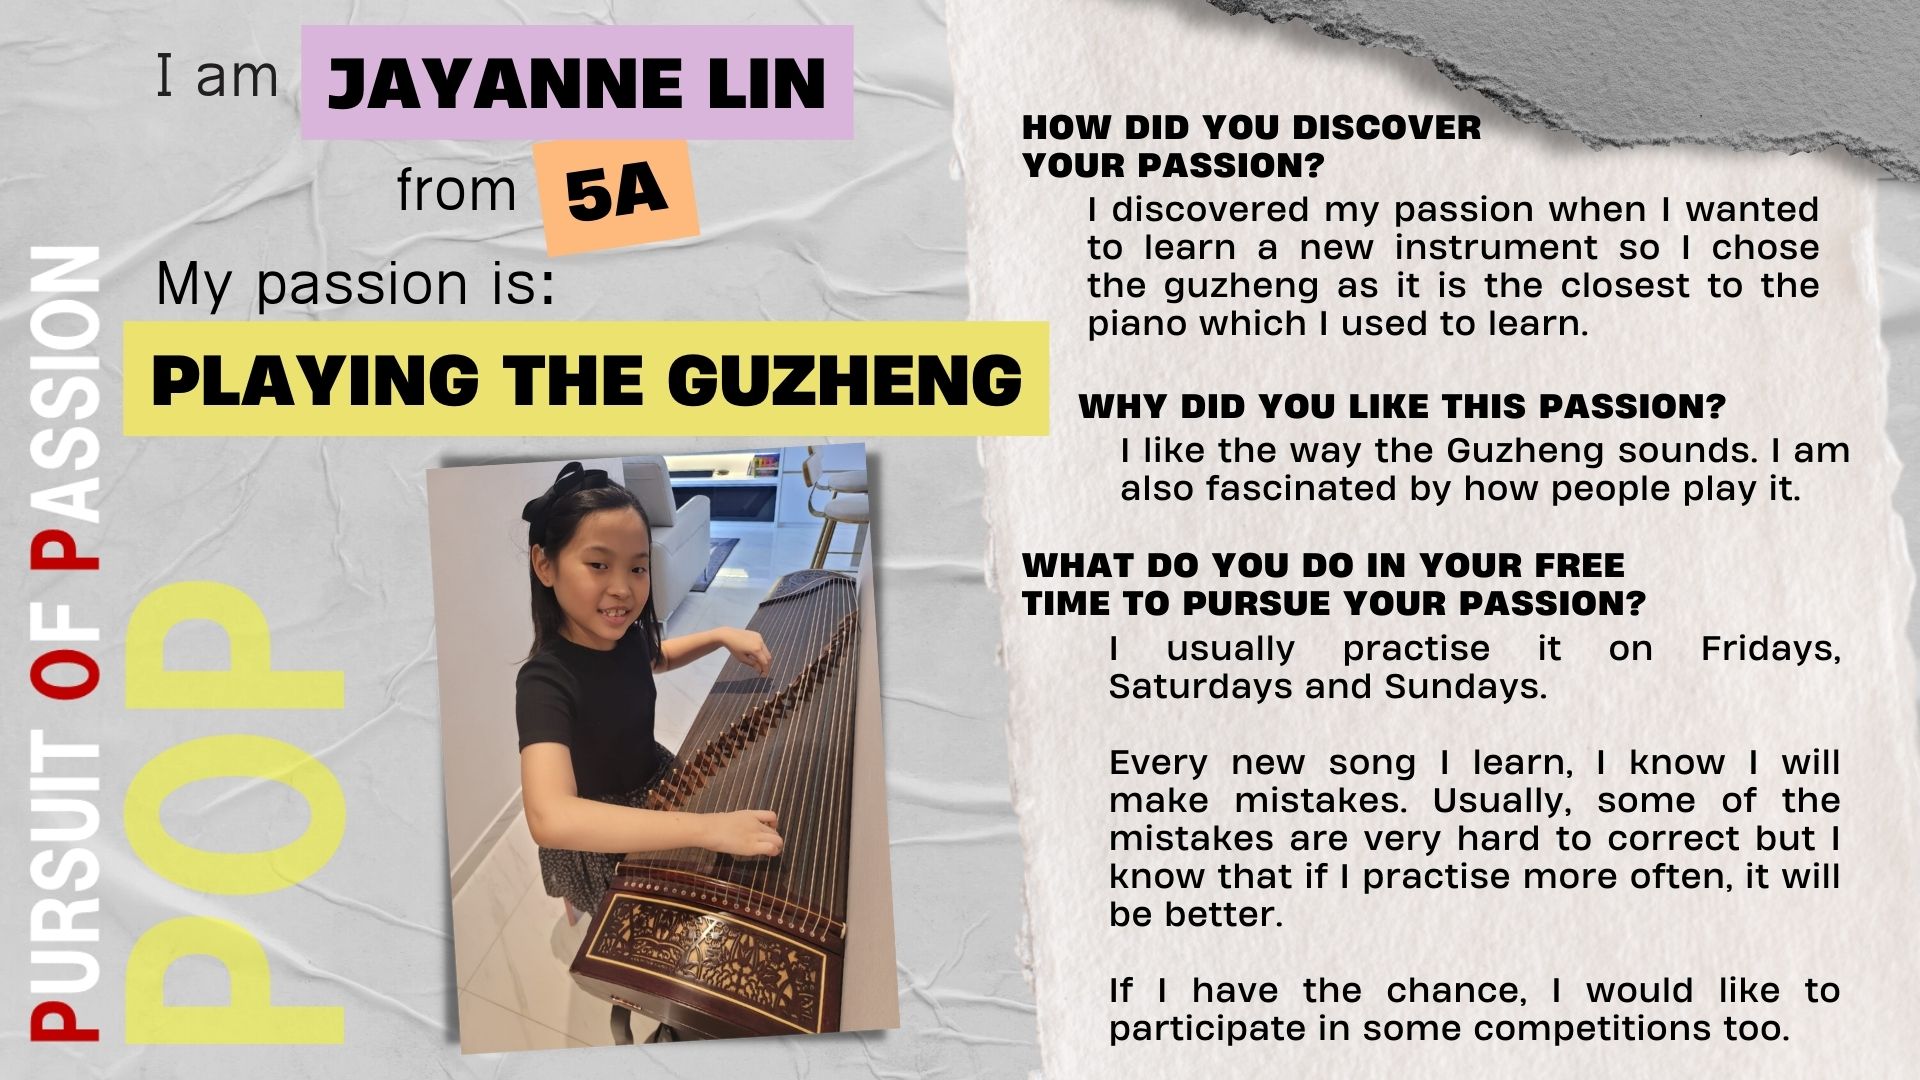 I am JAYANNE LIN
from 5A
My passion is:
PLAYING THE GUZHENG
PURSUIT OF PASSION
POP
HOW DID YOU DISCOVER
YOUR PASSION?
I discovered my passion when I wanted
to learn a new instrument so I chose
the guzheng as it is the closest to the
piano which I used to learn.
WHY DID YOU LIKE THIS PASSION?
I like the way the Guzheng sounds. I am
also fascinated by how people play it.
WHAT DO YOU DO IN YOUR FREE
TIME TO PURSUE YOUR PASSION?
I usually practise it on Fridays,
Saturdays and Sundays.
Every new song I learn, I know I will
make mistakes. Usually, some of the
mistakes are very hard to correct but I
know that if I practise more often, it will
be better.
If I have the chance, I would like to
participate in some competitions too.